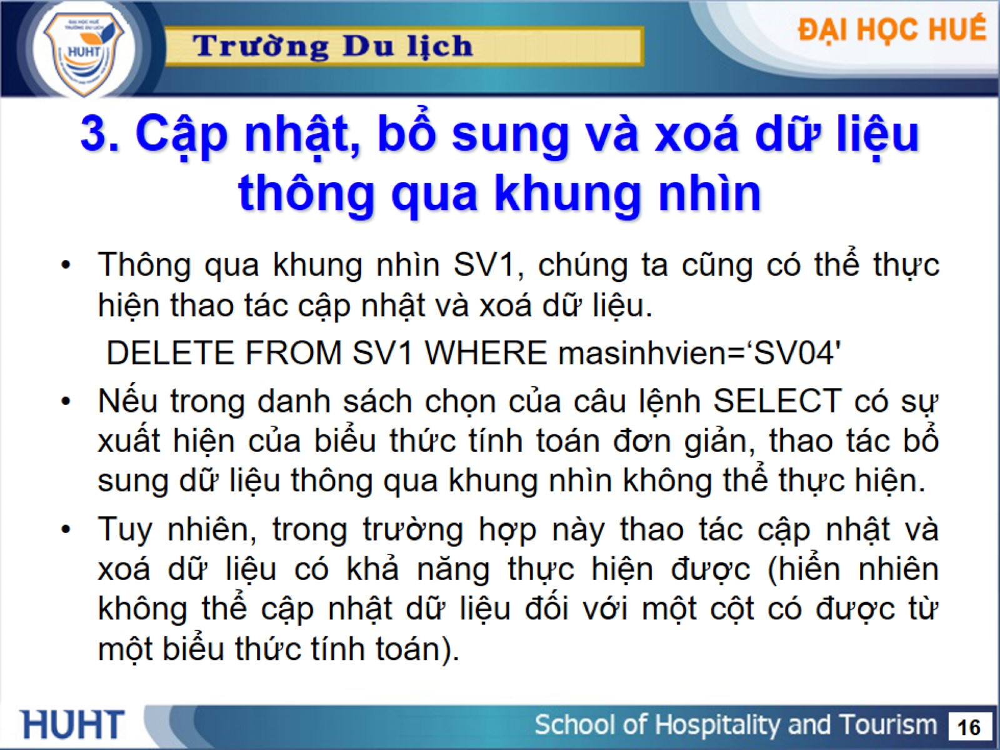 ĐẠI HỌC HUẾ
TRƯỜNG DU LỊCH
HUHT
Trường Du lịch
ĐẠI HỌC HUẾ
3. Cập nhật, bổ sung và xoá dữ liệu
thông qua khung nhìn
• Thông qua khung nhìn SV1, chúng ta cũng có thể thực
hiện thao tác cập nhật và xoá dữ liệu.
DELETE FROM SV1 WHERE masinhvien=‘SV04'
• Nếu trong danh sách chọn của câu lệnh SELECT có sự
xuất hiện của biểu thức tính toán đơn giản, thao tác bổ
sung dữ liệu thông qua khung nhìn không thể thực hiện.
• Tuy nhiên, trong trường hợp này thao tác cập nhật và
xoá dữ liệu có khả năng thực hiện được (hiển nhiên
không thể cập nhật dữ liệu đối với một cột có được từ
một biểu thức tính toán).
HUHT
School of Hospitality and Tourism
16